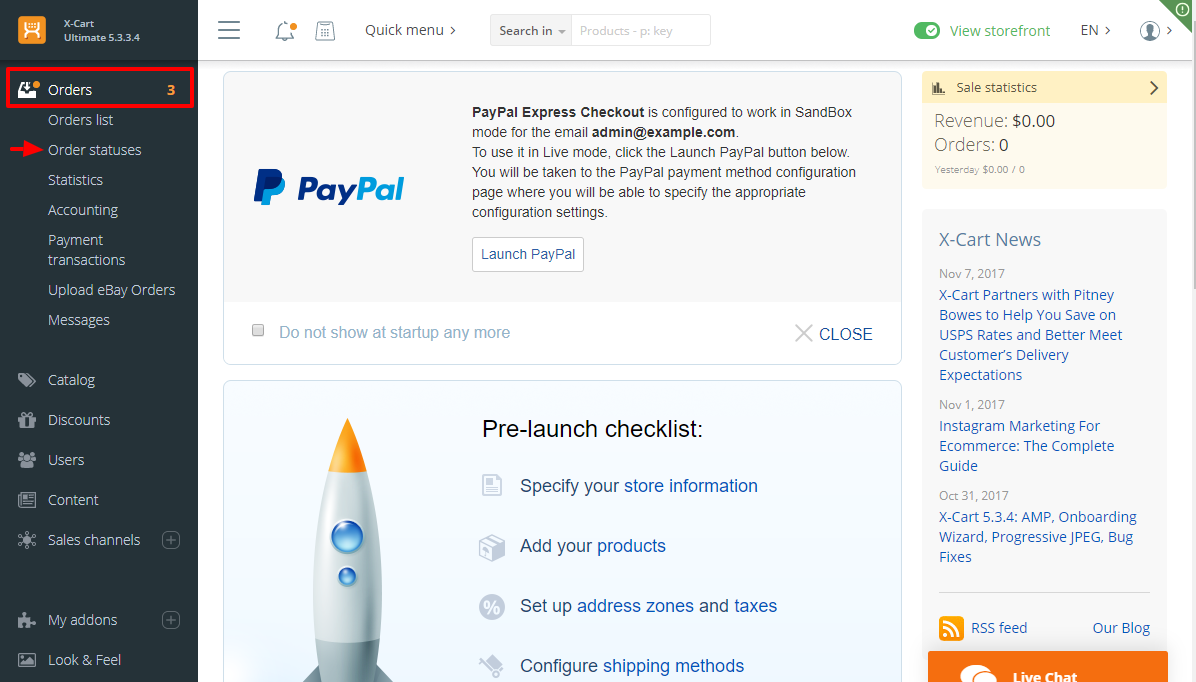 X-Cart
Ultimate 5.3.3.4
Quick menu
Search in
Products - p: key
View storefront
EN
Orders 3
Orders list
Order statuses
Statistics
Accounting
Payment
transactions
Upload eBay Orders
Messages
Catalog
Discounts
Users
Content
Sales channels
My addons
Look & Feel
PayPal
PayPal Express Checkout is configured to work in SandBox
mode for the email admin@example.com.
To use it in Live mode, click the Launch PayPal button below.
You will be taken to the PayPal payment method configuration
page where you will be able to specify the appropriate
configuration settings.
Launch PayPal
Do not show at startup any more
CLOSE
Pre-launch checklist:
Specify your store information
Add your products
Set up address zones and taxes
Configure shipping methods
Sale statistics
Revenue: $0.00
Orders: 0
Yesterday $0.00 / 0
X-Cart News
Nov 7, 2017
X-Cart Partners with Pitney
Bowes to Help You Save on
USPS Rates and Better Meet
Customer's Delivery
Expectations
Nov 1, 2017
Instagram Marketing For
Ecommerce: The Complete
Guide
Oct 31, 2017
X-Cart 5.3.4: AMP, Onboarding
Wizard, Progressive JPEG, Bug
Fixes
RSS feed
Our Blog
Live Chat